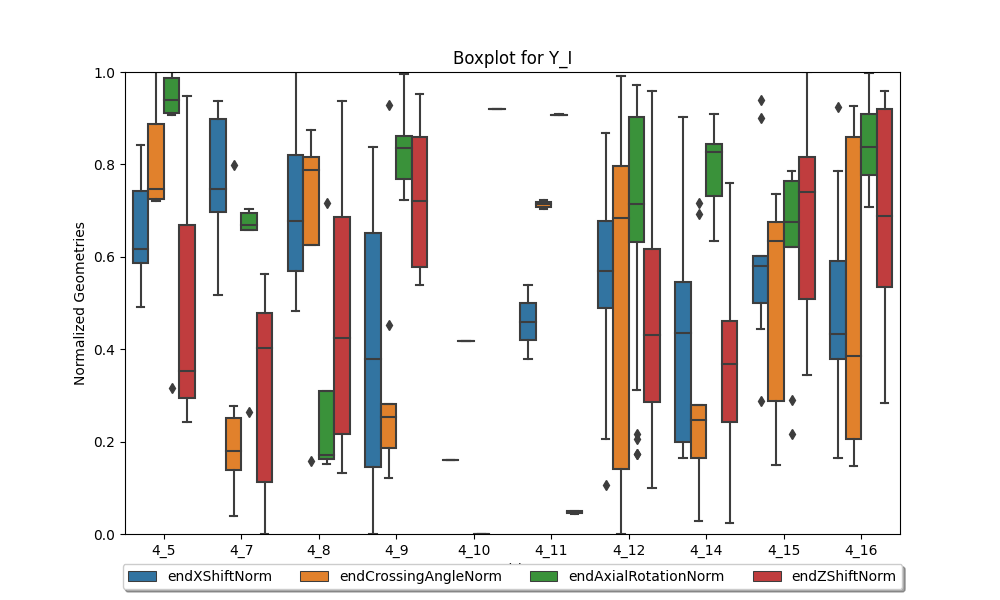 Boxplot for Y_I
Normalized Geometries
1.0
0.8
0.6
0.4
0.2
0.0
4_5 4_7 4_8 4_9 4_10 4_11 4_12 4_14 4_15 4_16
endXShiftNorm endCrossingAngleNorm endAxialRotationNorm endZShiftNorm